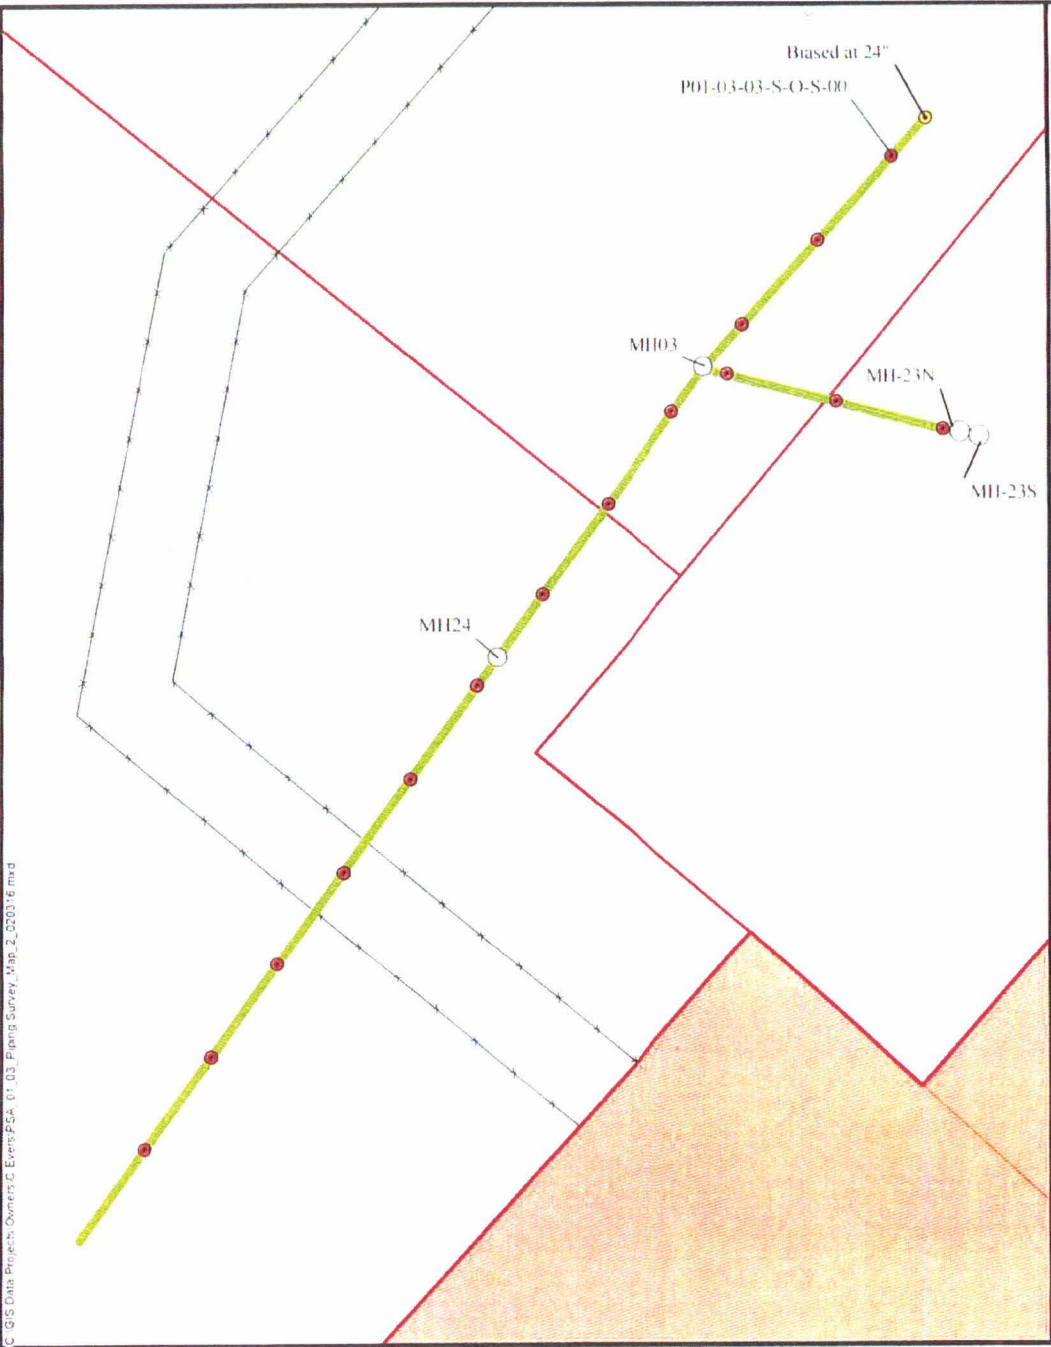 Biased at 24"
P01-03-03-S-O-S-00
MH03
MH-23N
MH-23S
MH24
C:\GIS Data Projects Owners\C Evers\PSA_01_03_Piping Survey_Map_2_020316.mxd